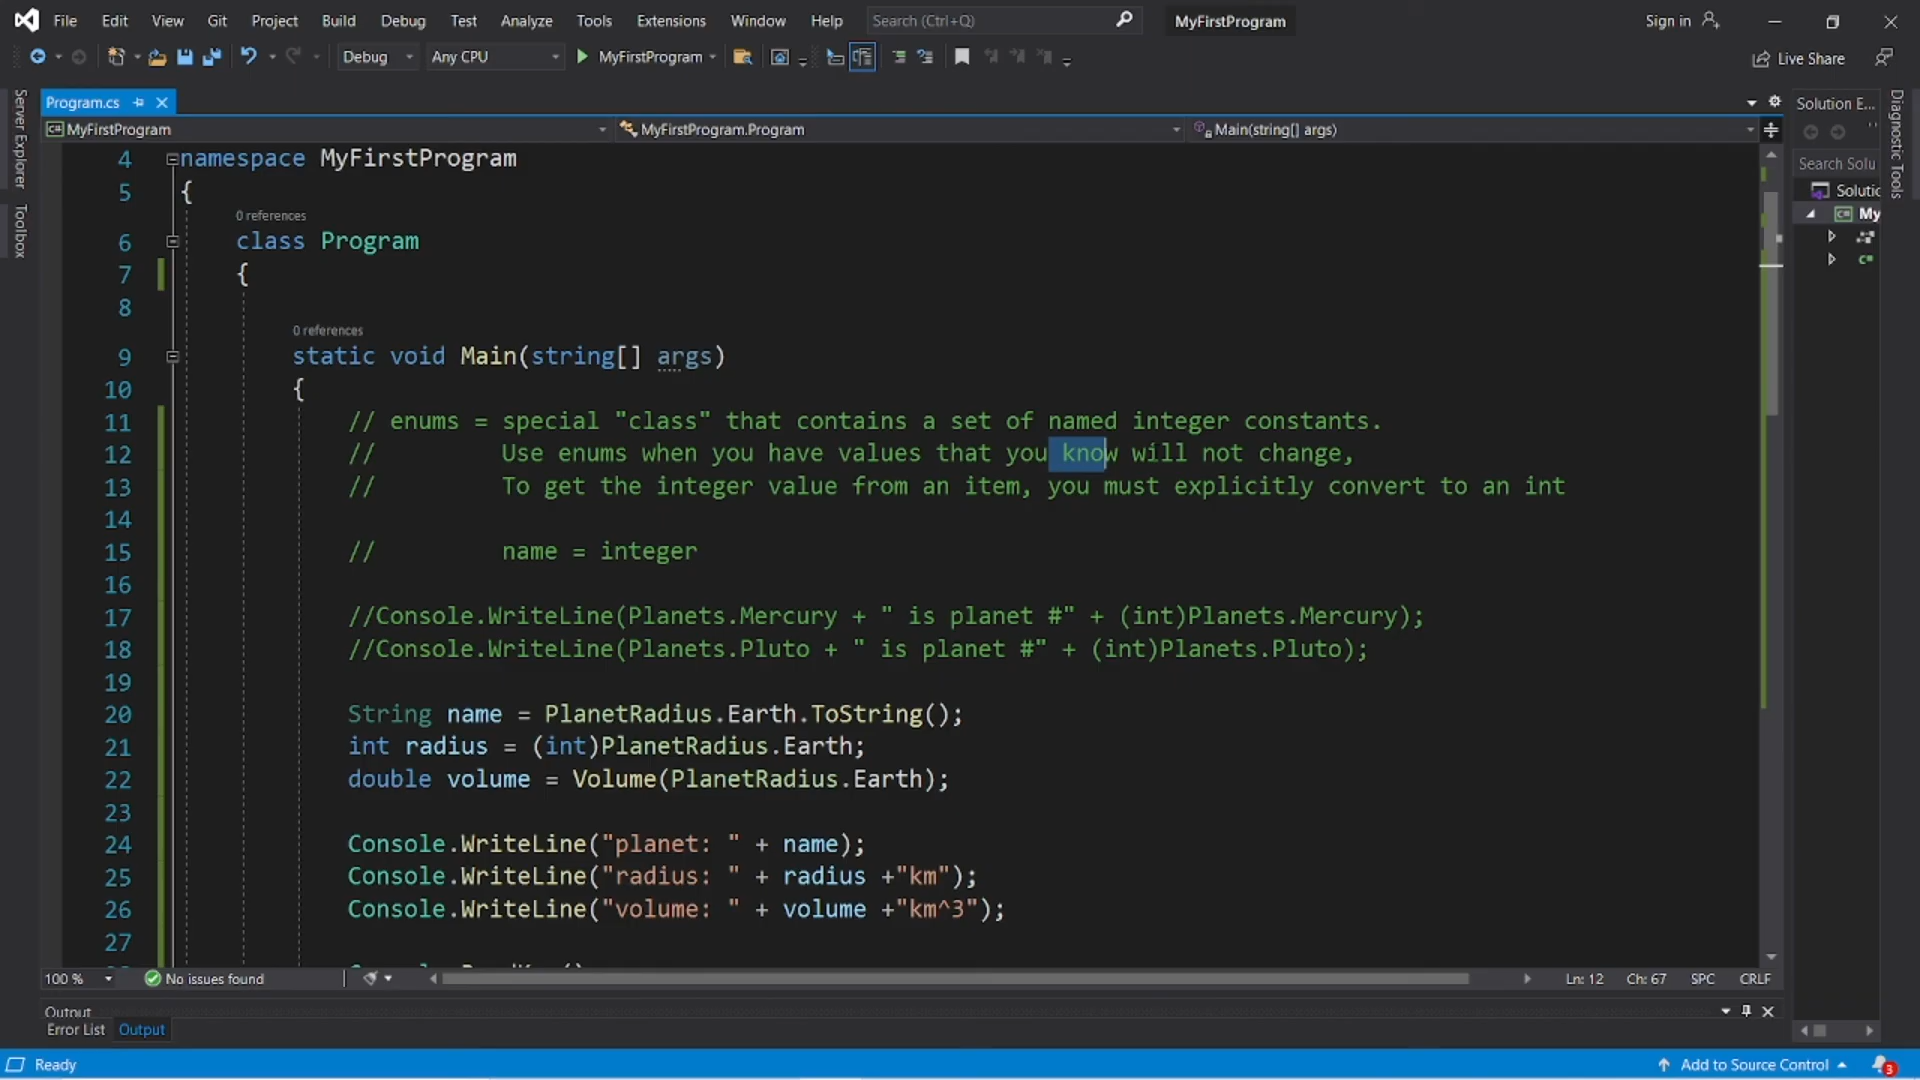 File Edit View Git Project Build Debug Test Analyze Tools Extensions Window Help Search (Ctrl+Q) MyFirstProgram Sign in
Debug Any CPU MyFirstProgram Live Share
Server Explorer
Toolbox
Program.cs
MyFirstProgram MyFirstProgram.Program Main(string[] args)
4 namespace MyFirstProgram
5 {
0 references
6 class Program
7 {
8
0 references
9 static void Main(string[] args)
10 {
11 // enums = special "class" that contains a set of named integer constants.
12 // Use enums when you have values that you know will not change,
13 // To get the integer value from an item, you must explicitly convert to an int
14
15 // name = integer
16
17 //Console.WriteLine(Planets.Mercury + " is planet #" + (int)Planets.Mercury);
18 //Console.WriteLine(Planets.Pluto + " is planet #" + (int)Planets.Pluto);
19
20 String name = PlanetRadius.Earth.ToString();
21 int radius = (int)PlanetRadius.Earth;
22 double volume = Volume(PlanetRadius.Earth);
23
24 Console.WriteLine("planet: " + name);
25 Console.WriteLine("radius: " + radius +"km");
26 Console.WriteLine("volume: " + volume +"km^3");
27
100 % No issues found Ln: 12 Ch: 67 SPC CRLF
Output
Error List Output
Solution E...
Search Solu
Solutic
My
C#
Diagnostic Tools
Ready Add to Source Control 3